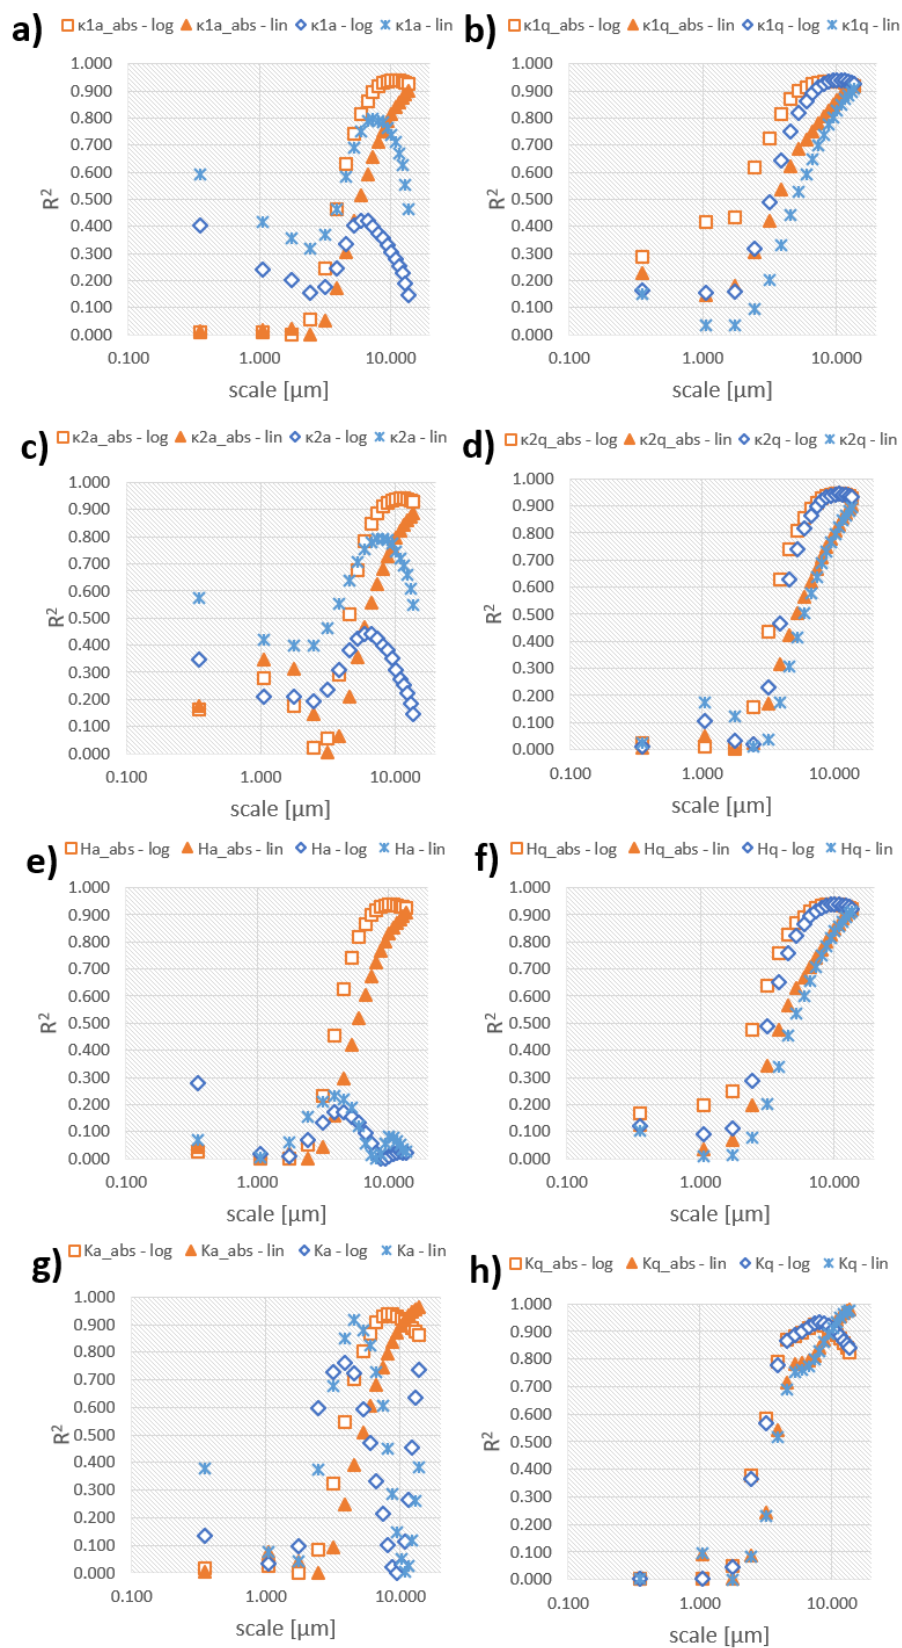 a) κ1a_abs - log κ1a_abs - lin κ1a - log κ1a - lin
1.000
0.900
0.800
0.700
0.600
0.500
0.400
0.300
0.200
0.100
0.000
R²
0.100 1.000 10.000
scale [µm]
b) κ1q_abs - log κ1q_abs - lin κ1q - log κ1q - lin
1.000
0.900
0.800
0.700
0.600
0.500
0.400
0.300
0.200
0.100
0.000
R²
0.100 1.000 10.000
scale [µm]
c) κ2a_abs - log κ2a_abs - lin κ2a - log κ2a - lin
1.000
0.900
0.800
0.700
0.600
0.500
0.400
0.300
0.200
0.100
0.000
R²
0.100 1.000 10.000
scale [µm]
d) κ2q_abs - log κ2q_abs - lin κ2q - log κ2q - lin
1.000
0.900
0.800
0.700
0.600
0.500
0.400
0.300
0.200
0.100
0.000
R²
0.100 1.000 10.000
scale [µm]
e) Ha_abs - log Ha_abs - lin Ha - log Ha - lin
1.000
0.900
0.800
0.700
0.600
0.500
0.400
0.300
0.200
0.100
0.000
R²
0.100 1.000 10.000
scale [µm]
f) Hq_abs - log Hq_abs - lin Hq - log Hq - lin
1.000
0.900
0.800
0.700
0.600
0.500
0.400
0.300
0.200
0.100
0.000
R²
0.100 1.000 10.000
scale [µm]
g) Ka_abs - log Ka_abs - lin Ka - log Ka - lin
1.000
0.900
0.800
0.700
0.600
0.500
0.400
0.300
0.200
0.100
0.000
R²
0.100 1.000 10.000
scale [µm]
h) Kq_abs - log Kq_abs - lin Kq - log Kq - lin
1.000
0.900
0.800
0.700
0.600
0.500
0.400
0.300
0.200
0.100
0.000
R²
0.100 1.000 10.000
scale [µm]